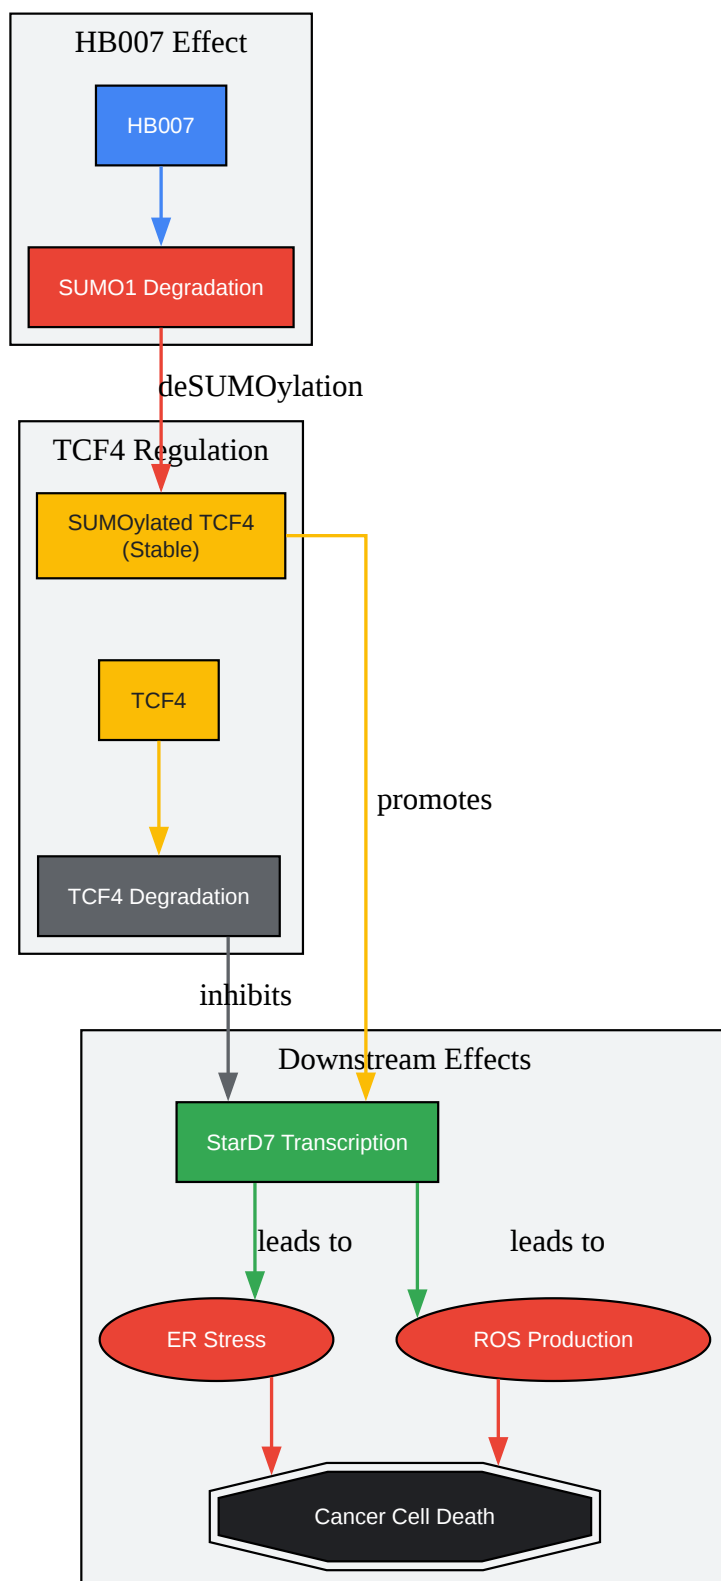 HB007 Effect
HB007
SUMO1 Degradation
deSUMOylation
TCF4 Regulation
SUMOylated TCF4
(Stable)
TCF4
promotes
TCF4 Degradation
inhibits
Downstream Effects
StarD7 Transcription
leads to
leads to
ER Stress
ROS Production
Cancer Cell Death